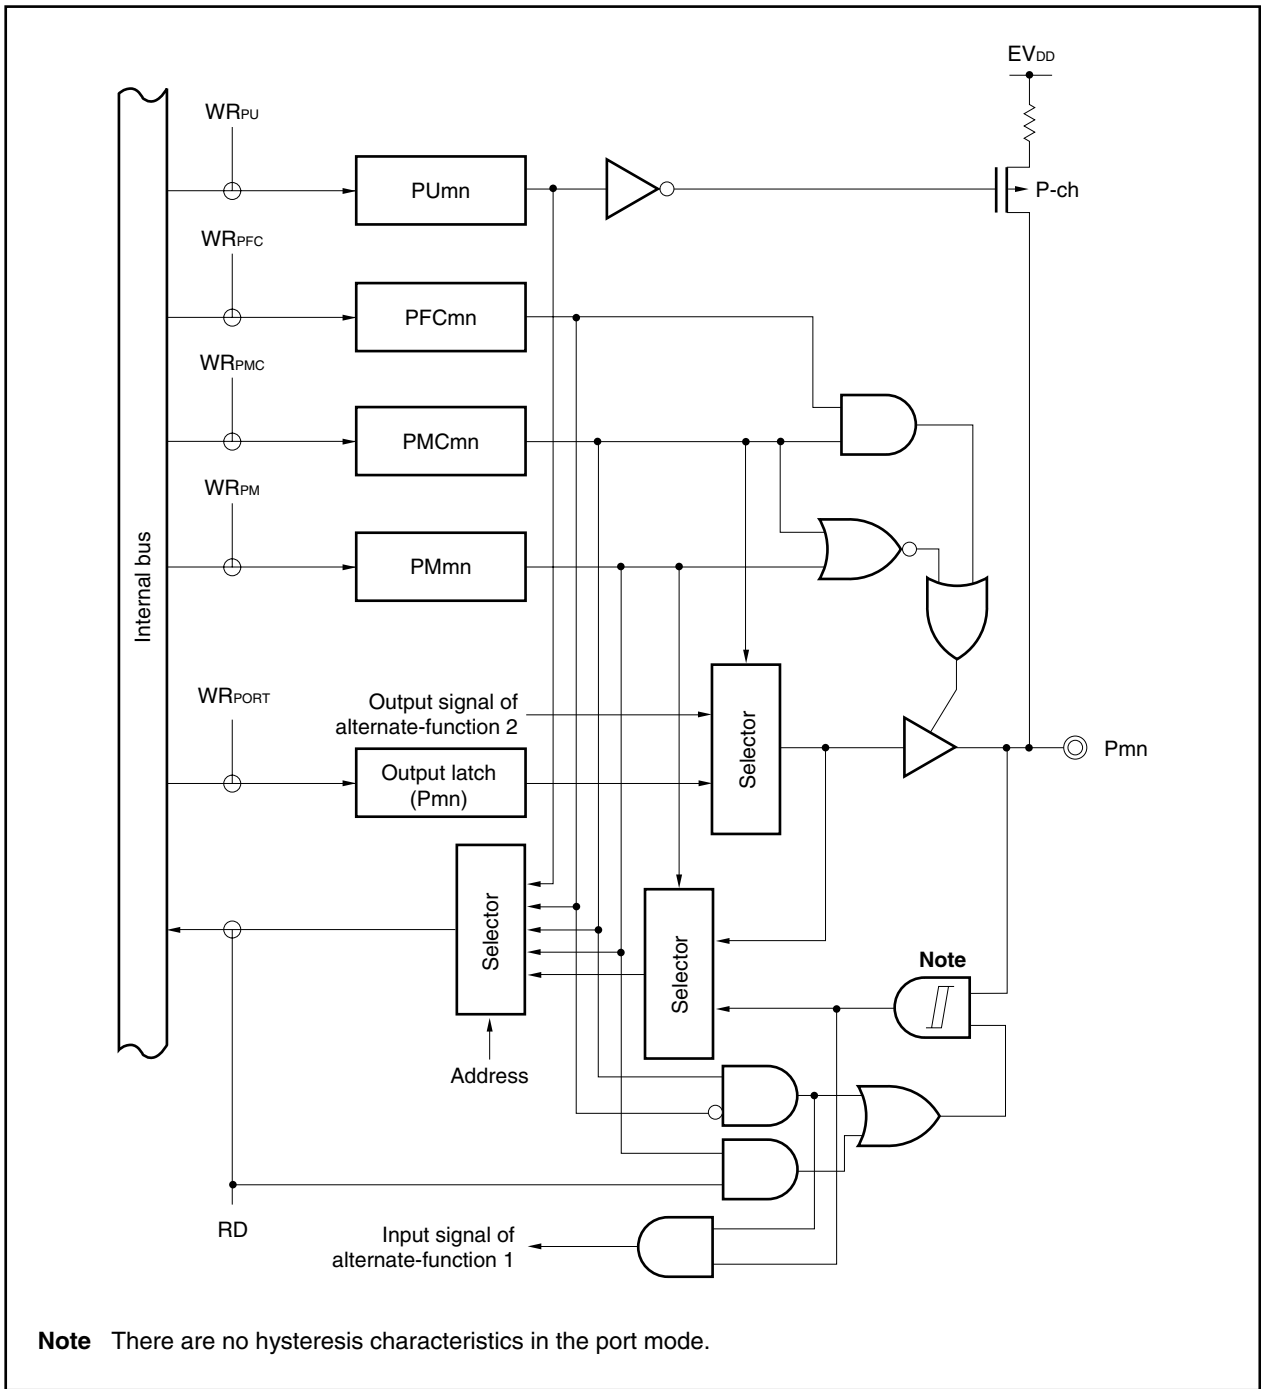 EVDD
WRPU
PUmn
P-ch
WRPFC
PFCmn
WRPMC
PMCmn
WRPM
PMmn
Internal bus
WRPORT
Output signal of
alternate-function 2
Output latch
(Pmn)
Selector
Pmn
Selector
Selector
Note
Address
RD
Input signal of
alternate-function 1
Note There are no hysteresis characteristics in the port mode.